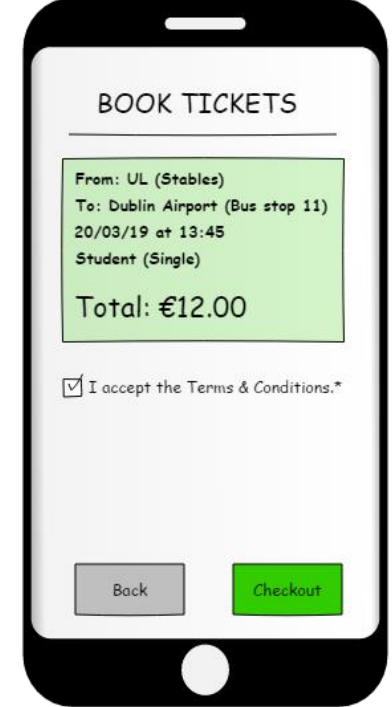 BOOK TICKETS
From: UL (Stables)
To: Dublin Airport (Bus stop 11)
20/03/19 at 13:45
Student (Single)
Total: €12.00
I accept the Terms & Conditions.*
Back
Checkout